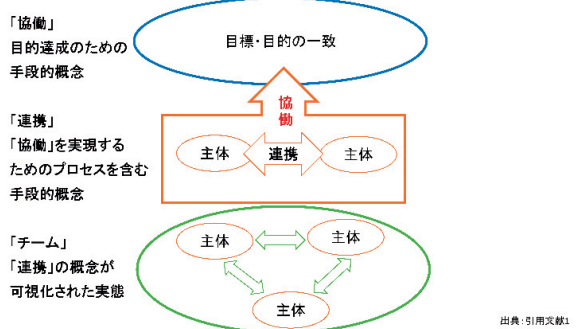 「協働」
目的達成のための
手段的概念
目標・目的の一致
協
働
「連携」
「協働」を実現する
ためのプロセスを含む
手段的概念
主体
連携
主体
「チーム」
「連携」の概念が
可視化された実態
主体
主体
主体
出典：引用文献1